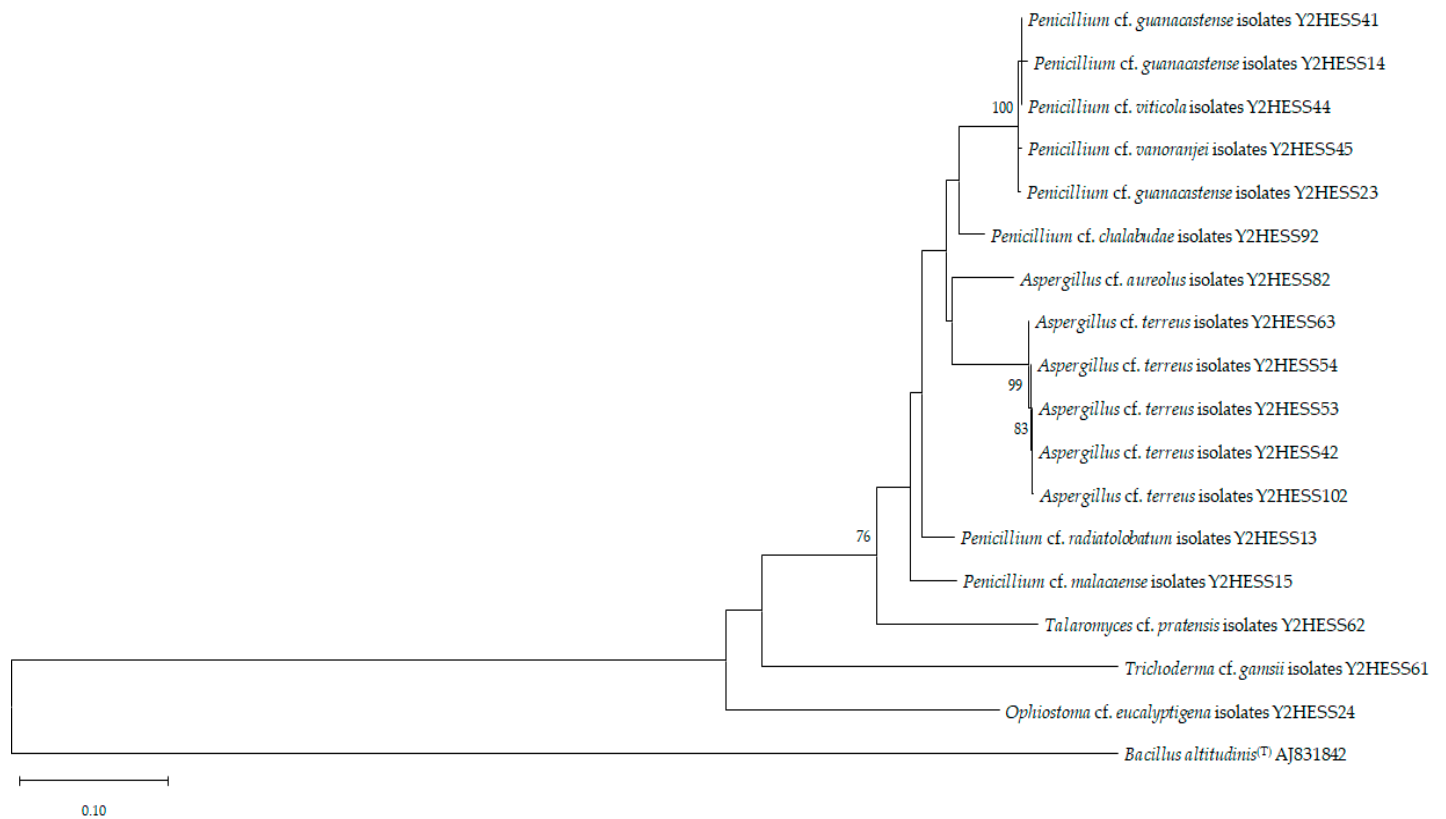 Penicillium cf. guanacastense isolates Y2HESS41
Penicillium cf. guanacastense isolates Y2HESS14
100
Penicillium cf. viticola isolates Y2HESS44
Penicillium cf. vanoranjei isolates Y2HESS45
Penicillium cf. guanacastense isolates Y2HESS23
Penicillium cf. chalabudae isolates Y2HESS92
Aspergillus cf. aureolus isolates Y2HESS82
Aspergillus cf. terreus isolates Y2HESS63
Aspergillus cf. terreus isolates Y2HESS54
99
Aspergillus cf. terreus isolates Y2HESS53
83
Aspergillus cf. terreus isolates Y2HESS42
Aspergillus cf. terreus isolates Y2HESS102
76
Penicillium cf. radiatolobatum isolates Y2HESS13
Penicillium cf. malacaense isolates Y2HESS15
Talaromyces cf. pratensis isolates Y2HESS62
Trichoderma cf. gamsii isolates Y2HESS61
Ophiostoma cf. eucalyptigena isolates Y2HESS24
Bacillus altitudinis(T) AJ831842
0.10